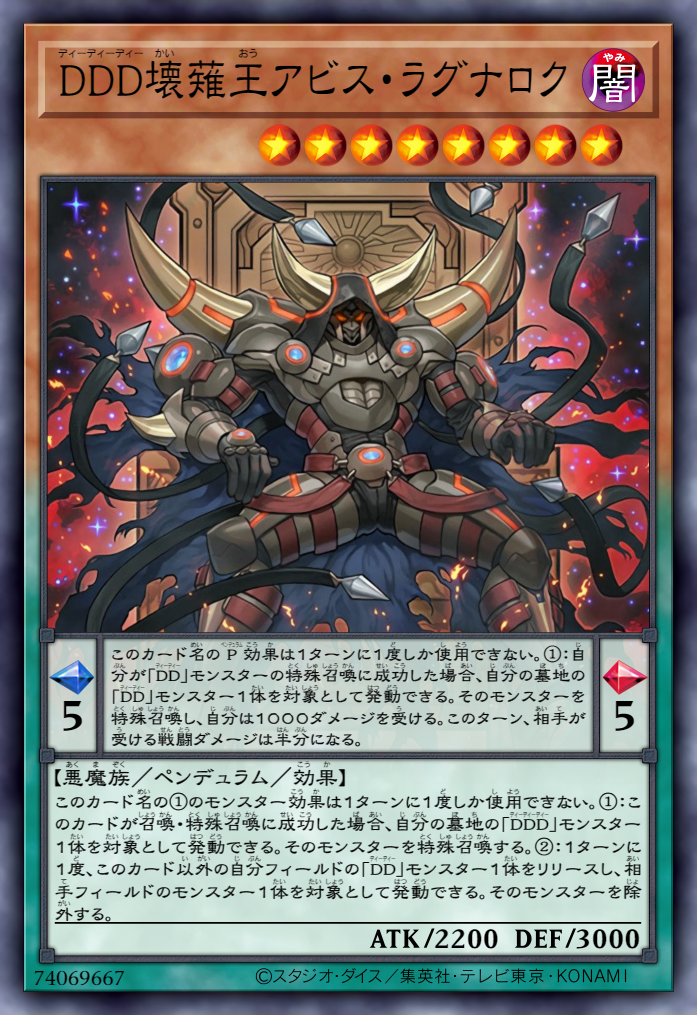 DDD壊薙王アビス・ラグナロク
闇
5
このカード名のP効果は1ターンに1度しか使用できない。①:自
分が「DD」モンスターの特殊召喚に成功した場合、自分の墓地の
「DD」モンスター1体を対象として発動できる。そのモンスターを
特殊召喚し、自分は1000ダメージを受ける。このターン、相手が
受ける戦闘ダメージは半分になる。
5
【悪魔族／ペンデュラム／効果】
このカード名の①のモンスター効果は1ターンに1度しか使用できない。①:こ
のカードが召喚・特殊召喚に成功した場合、自分の墓地の「DDD」モンスター
1体を対象として発動できる。そのモンスターを特殊召喚する。②:1ターンに
1度、このカード以外の自分フィールドの「DD」モンスター1体をリリースし、相
手フィールドのモンスター1体を対象として発動できる。そのモンスターを除
外する。
ATK/2200 DEF/3000
74069667 ©スタジオ・ダイス／集英社・テレビ東京・KONAMI